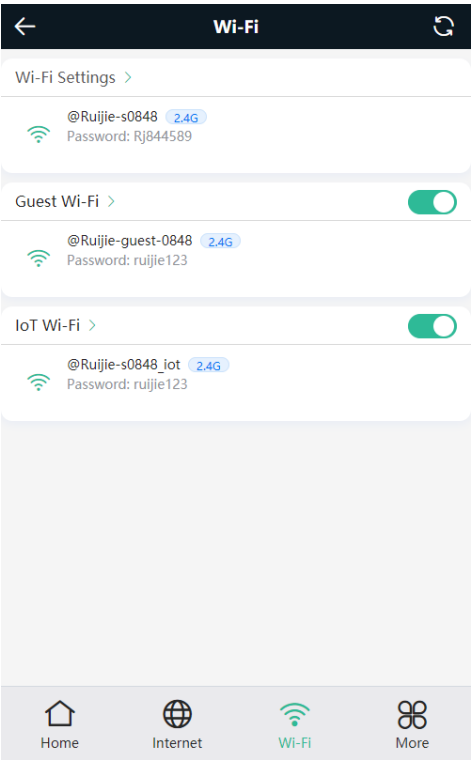 Wi-Fi
Wi-Fi Settings
@Ruijie-s0848 2.4G
Password: RJ844589
Guest Wi-Fi
@Ruijie-guest-0848 2.4G
Password: ruijie123
IoT Wi-Fi
@Ruijie-s0848_iot 2.4G
Password: ruijie123
Home Internet Wi-Fi More